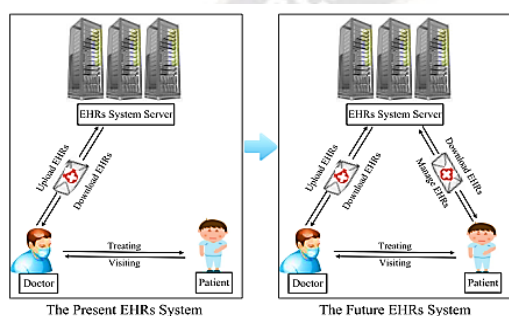 EHRs System Server
Upload EHRs
Download EHRs
Treating
Visiting
Doctor
Patient
The Present EHRs System
EHRs System Server
Upload EHRs
Download EHRs
Download EHRs
Manage EHRs
Treating
Visiting
Doctor
Patient
The Future EHRs System